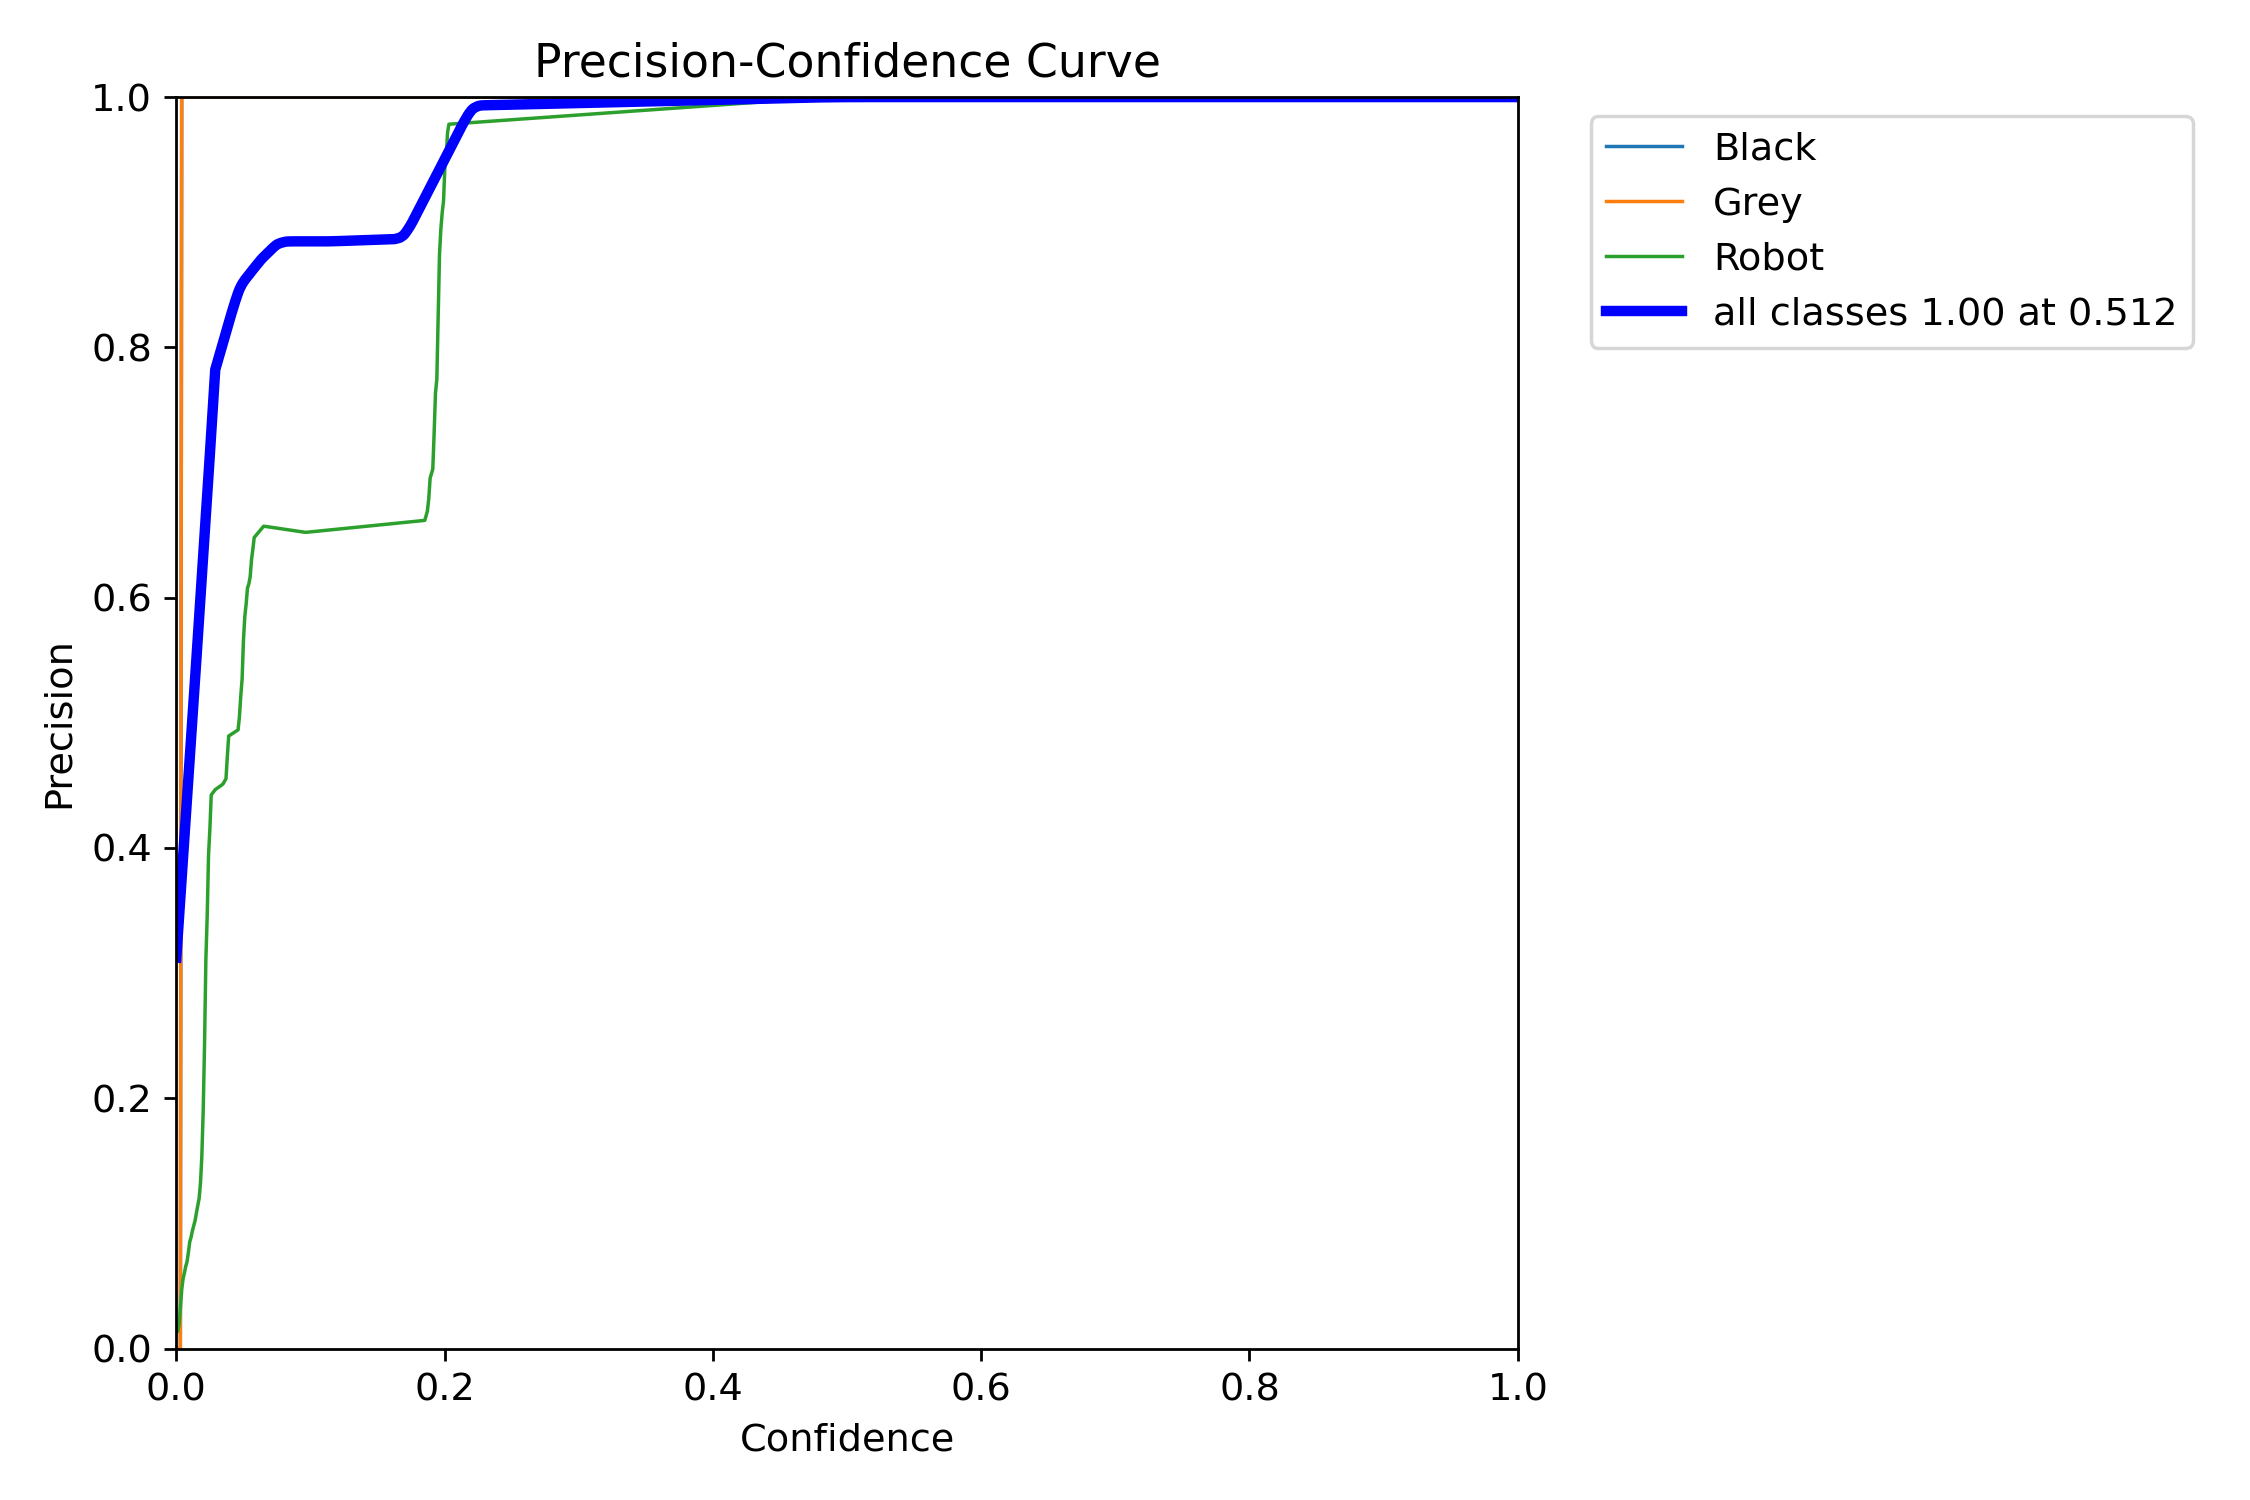 Precision-Confidence Curve
1.0
0.8
0.6
0.4
0.2
0.0
Precision
0.0 0.2 0.4 0.6 0.8 1.0
Confidence
Black
Grey
Robot
all classes 1.00 at 0.512